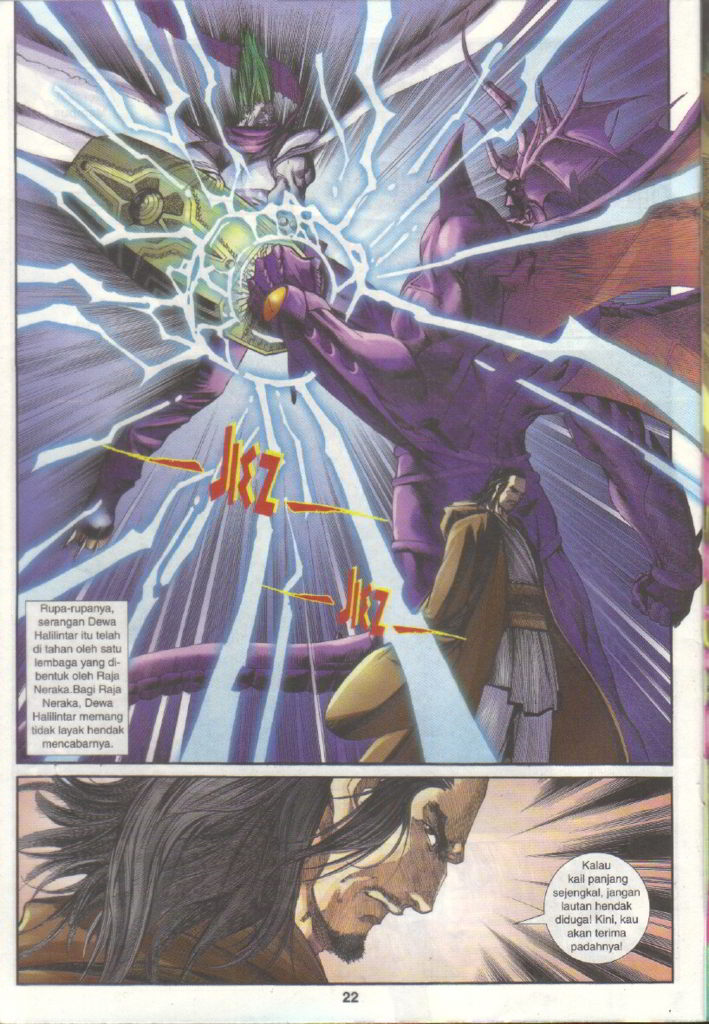 JIEZ
JIEZ
Rupa-rupanya,
serangan Dewa
Halilintar itu telah
di tahan oleh satu
lembaga yang di-
bentuk oleh Raja
Neraka.Bagi Raja
Neraka, Dewa
Halilintar memang
tidak layak hendak
mencabarnya.
Kalau
kail panjang
sejengkal, jangan
lautan hendak
diduga! Kini, kau
akan terima
padahnya!
22